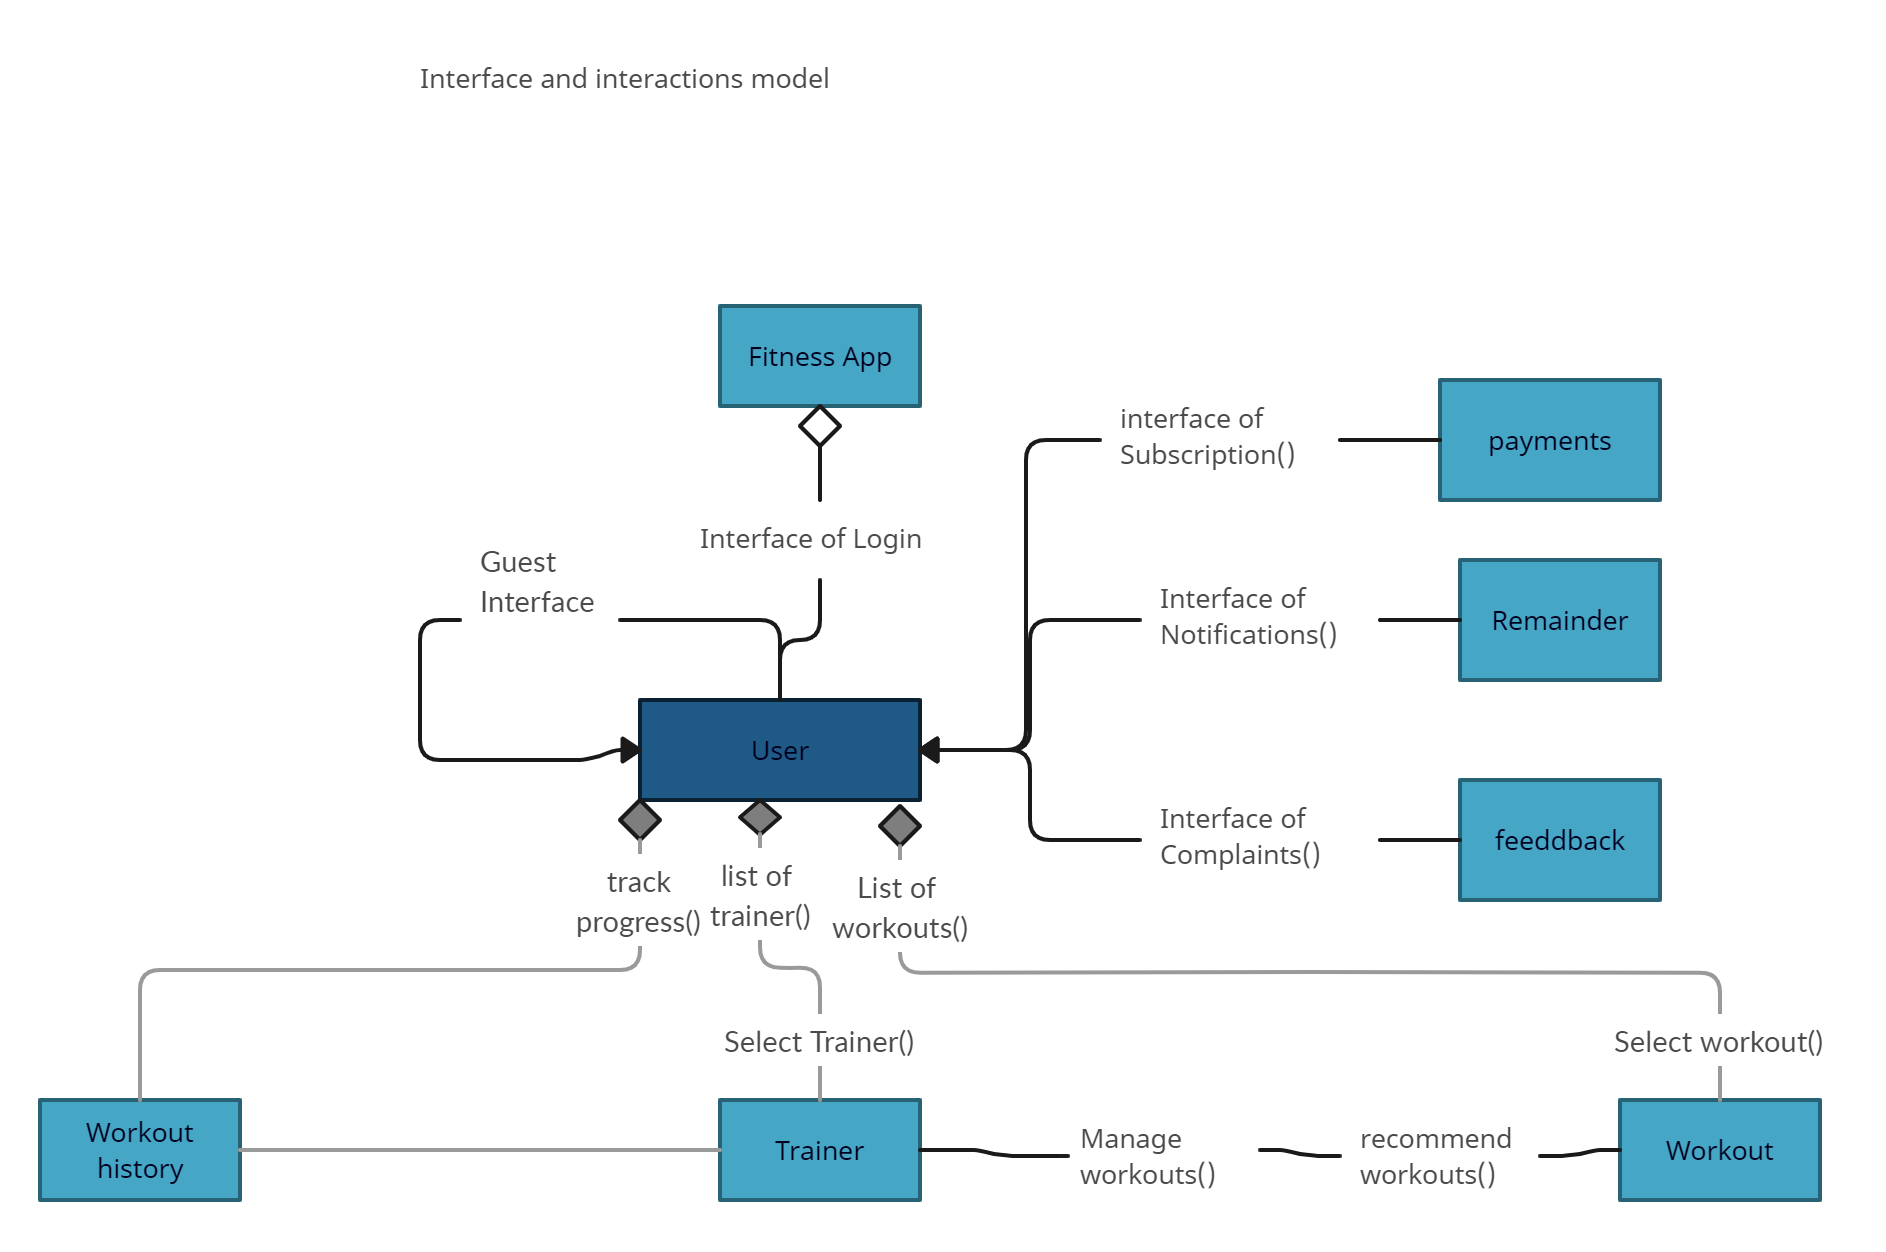 Interface and interactions model
Fitness App
interface of
Subscription()
payments
Interface of Login
Guest
Interface
Interface of
Notifications()
Remainder
User
Interface of
Complaints()
feeddback
track
progress()
list of
trainer()
List of
workouts()
Select Trainer()
Select workout()
Workout
history
Trainer
Manage
workouts()
recommend
workouts()
Workout